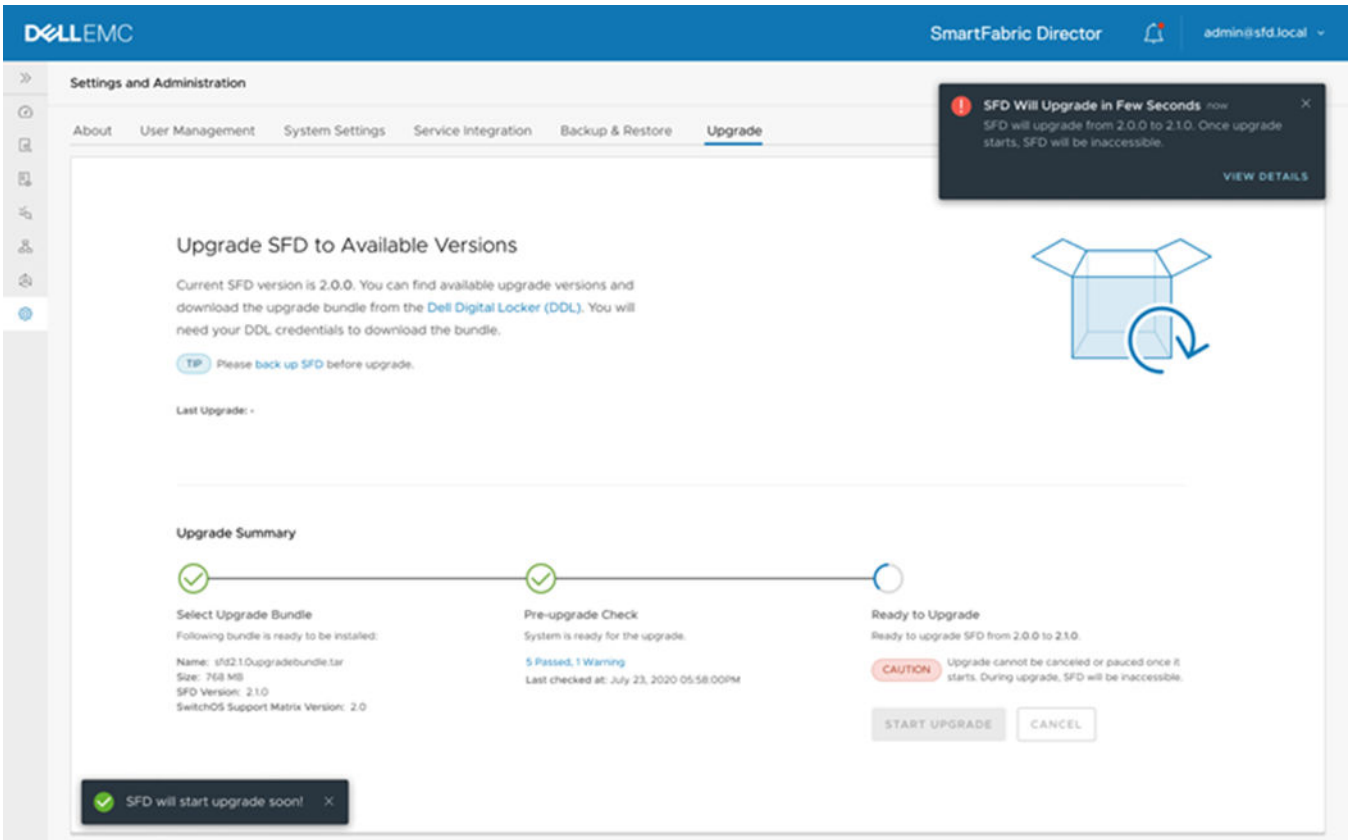 DELLEMC
SmartFabric Director
admin@sfd.local
Settings and Administration
About User Management System Settings Service Integration Backup & Restore Upgrade
SFD Will Upgrade in Few Seconds now
SFD will upgrade from 2.0.0 to 2.1.0. Once upgrade
starts, SFD will be inaccessible.
VIEW DETAILS
Upgrade SFD to Available Versions
Current SFD version is 2.0.0. You can find available upgrade versions and
download the upgrade bundle from the Dell Digital Locker (DDL). You will
need your DDL credentials to download the bundle.
TIP Please back up SFD before upgrade.
Last Upgrade: -
Upgrade Summary
Select Upgrade Bundle
Following bundle is ready to be installed:
Name: sfd2.1.0upgradebundle.tar
Size: 768 MB
SFD Version: 2.1.0
SwitchOS Support Matrix Version: 2.0
Pre-upgrade Check
System is ready for the upgrade.
5 Passed, 1 Warning
Last checked at: July 23, 2020 05:58:00PM
Ready to Upgrade
Ready to upgrade SFD from 2.0.0 to 2.1.0.
CAUTION Upgrade cannot be canceled or pauced once it
starts. During upgrade, SFD will be inaccessible.
START UPGRADE CANCEL
SFD will start upgrade soon!